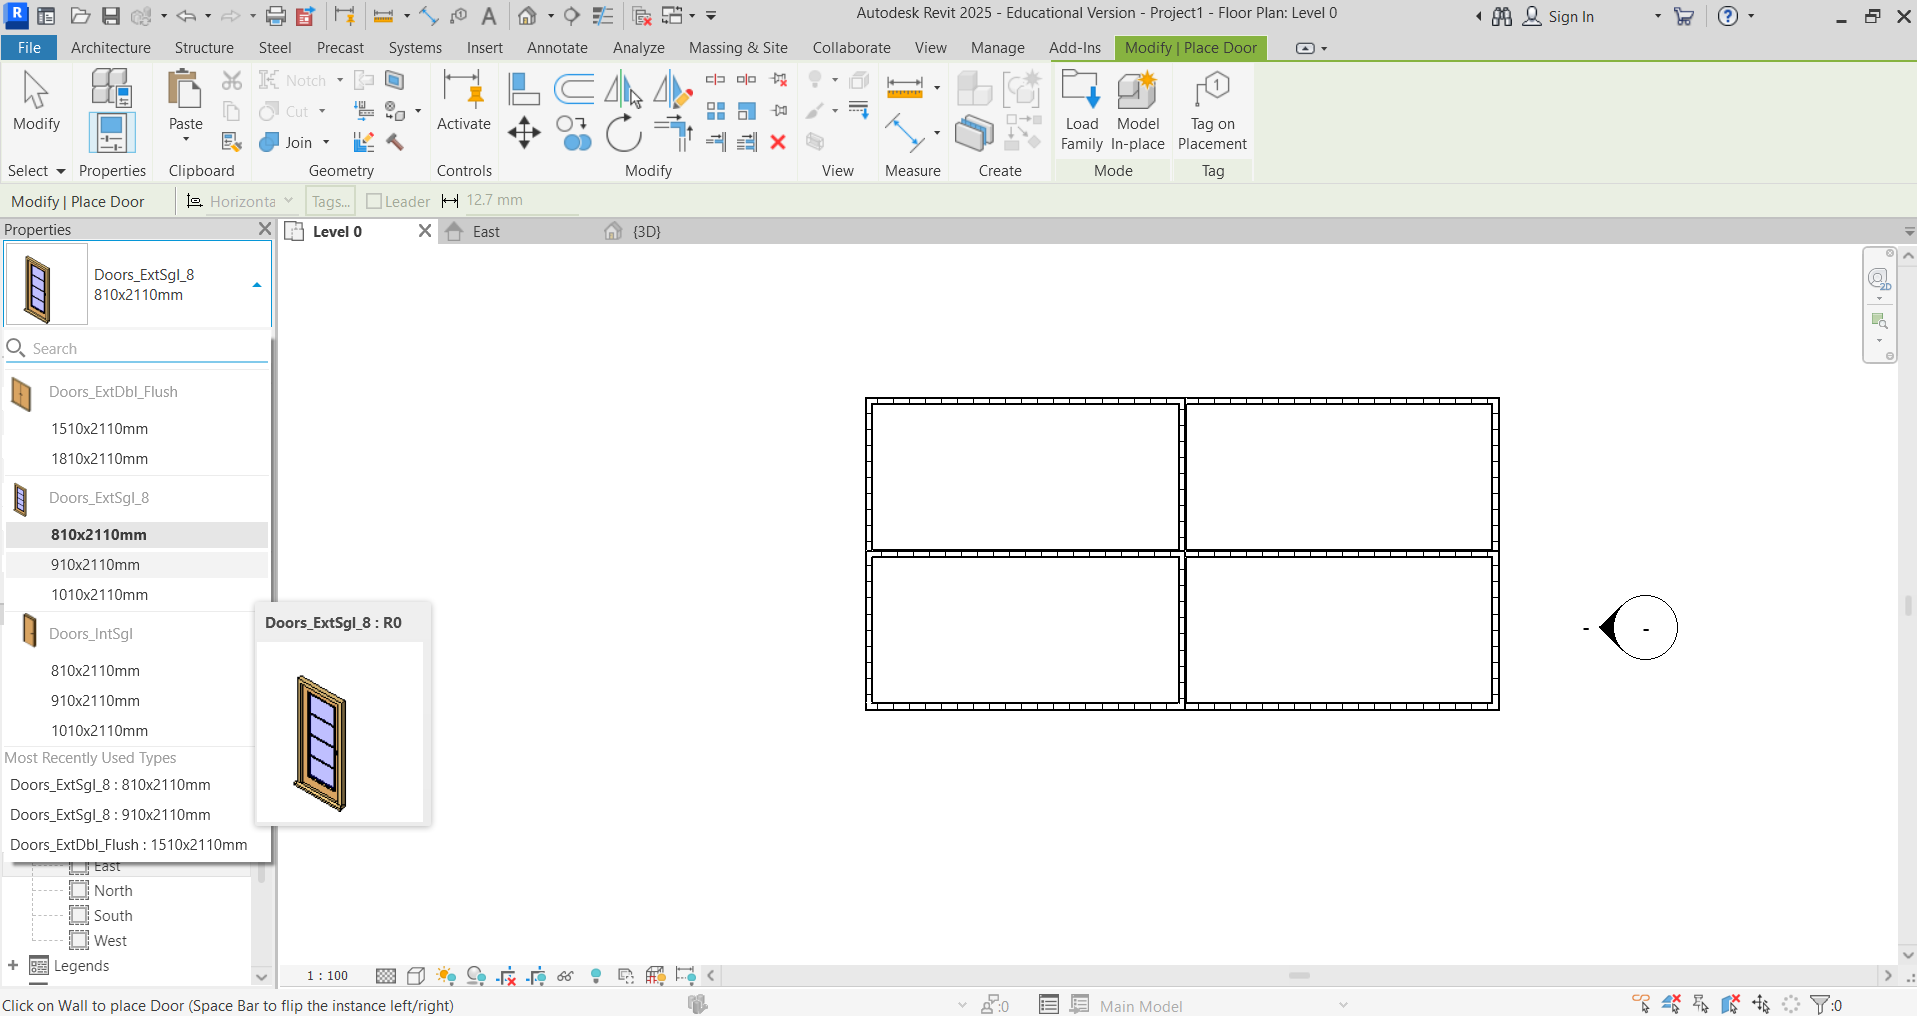 Autodesk Revit 2025 - Educational Version - Project1 - Floor Plan: Level 0
Sign In
File Architecture Structure Steel Precast Systems Insert Annotate Analyze Massing & Site Collaborate View Manage Add-Ins Modify | Place Door
Modify
Paste
Notch
Cut
Join
Activate
Load Family
Model In-place
Tag on Placement
Select Properties Clipboard Geometry Controls Modify View Measure Create Mode Tag
Modify | Place Door Horizonta Tags... Leader 12.7 mm
Properties
Level 0 East {3D}
Doors_ExtSgl_8
810x2110mm
2D
Search
Doors_ExtDbl_Flush
1510x2110mm
1810x2110mm
Doors_ExtSgl_8
810x2110mm
910x2110mm
1010x2110mm
Doors_IntSgl
810x2110mm
910x2110mm
1010x2110mm
Most Recently Used Types
Doors_ExtSgl_8 : 810x2110mm
Doors_ExtSgl_8 : 910x2110mm
Doors_ExtDbl_Flush : 1510x2110mm
Doors_ExtSgl_8 : R0
East
North
South
West
Legends
1 : 100
Click on Wall to place Door (Space Bar to flip the instance left/right)
:0
Main Model
:0